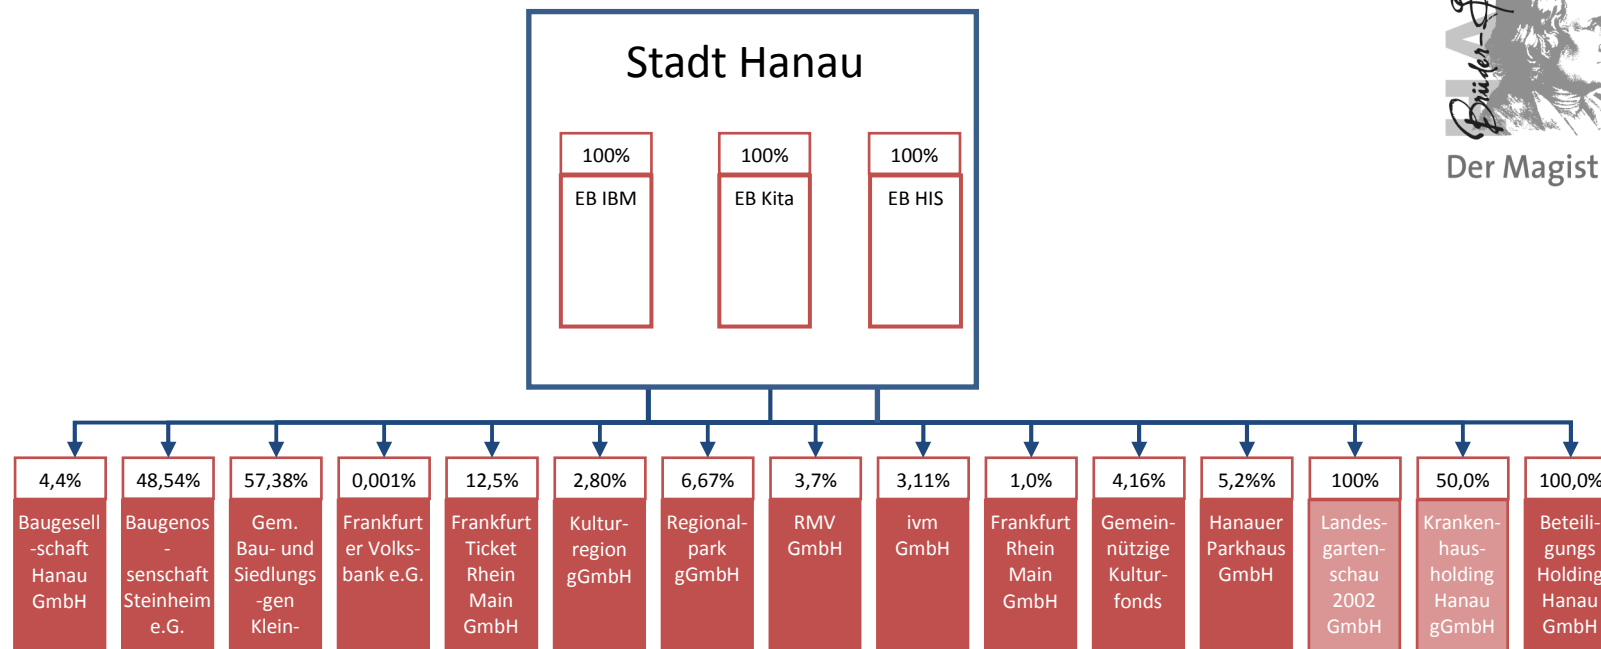 Stadt Hanau
Brüder-
Der Magist
100%
100%
100%
EB IBM
EB Kita
EB HIS
4,4%
48,54%
57,38%
0,001%
12,5%
2,80%
6,67%
3,7%
3,11%
1,0%
4,16%
5,2%%
100%
50,0%
100,0%
Baugesell
-schaft
Hanau
GmbH
Baugenos
-
senschaft
Steinheim
e.G.
Gem.
Bau- und
Siedlungs
-gen
Klein-
Frankfurt
er Volks-
bank e.G.
Frankfurt
Ticket
Rhein
Main
GmbH
Kultur-
region
gGmbH
Regional-
park
gGmbH
RMV
GmbH
ivm
GmbH
Frankfurt
Rhein
Main
GmbH
Gemein-
nützige
Kultur-
fonds
Hanauer
Parkhaus
GmbH
Landes-
garten-
schau
2002
GmbH
Kranken-
haus-
holding
Hanau
gGmbH
Beteili-
gungs
Holding
Hanau
GmbH